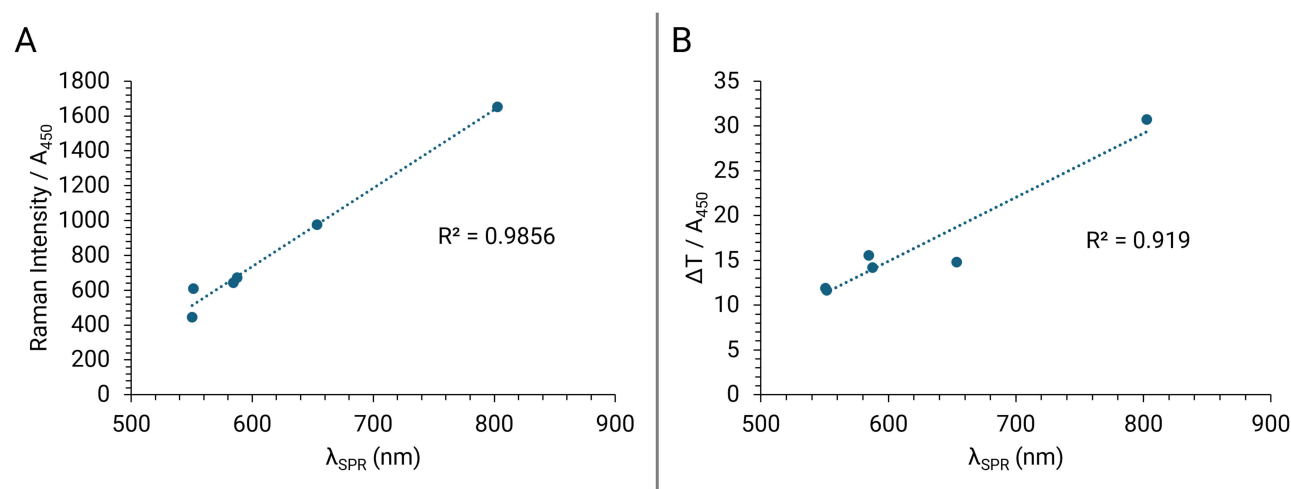 A
Raman Intensity / A450
1800
1600
1400
1200
1000
800
600
400
200
0
500 600 700 800 900
λSPR (nm)
R² = 0.9856
B
ΔT / A450
35
30
25
20
15
10
5
0
500 600 700 800 900
λSPR (nm)
R² = 0.919